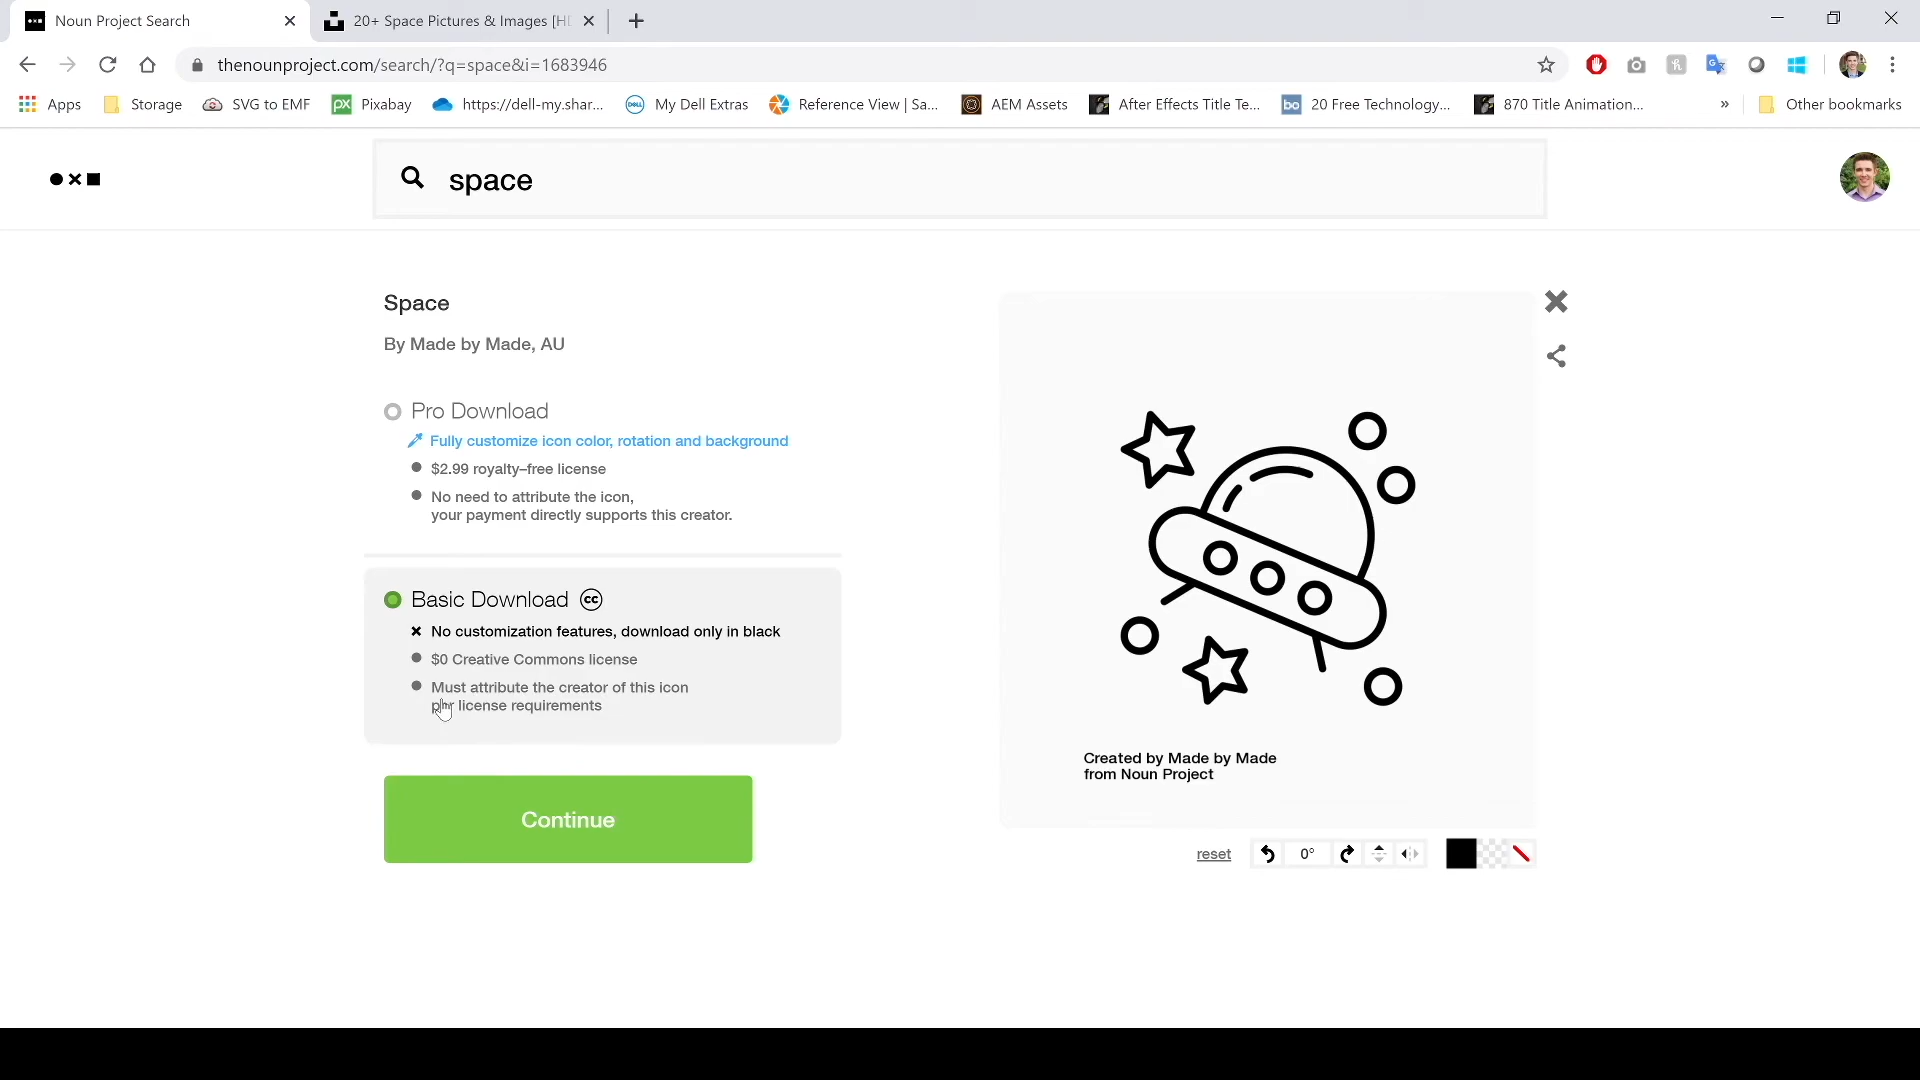 Noun Project Search
20+ Space Pictures & Images [H
thenounproject.com/search/?q=space&i=1683946
Apps
Storage
SVG to EMF
px
Pixabay
https://dell-my.shar...
DELL
My Dell Extras
Reference View | Sa...
AEM Assets
After Effects Title Te...
bo
20 Free Technology...
870 Title Animation...
»
Other bookmarks
space
Space
By Made by Made, AU
Pro Download
Fully customize icon color, rotation and background
$2.99 royalty–free license
No need to attribute the icon,
your payment directly supports this creator.
Basic Download cc
No customization features, download only in black
$0 Creative Commons license
Must attribute the creator of this icon
per license requirements
Continue
Created by Made by Made
from Noun Project
reset
0°